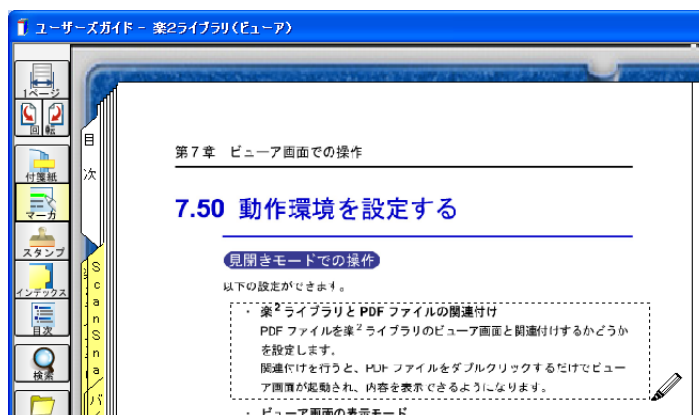 ユーザーズガイド - 楽2ライブラリ(ビューア)
1ページ
回 転
付箋紙
マーカ
スタンプ
インデックス
目次
検索
目次
ScanSna
バ
第7章 ビューア画面での操作
7.50 動作環境を設定する
見開きモードでの操作
以下の設定ができます。
・ 楽2 ライブラリと PDF ファイルの関連付け
PDF ファイルを楽2 ライブラリのビューア画面と関連付けするかどうか
を設定します。
関連付けを行うと、PDF ファイルをダブルクリックするだけでビュー
ア画面が起動され、内容を表示できるようになります。
・ ビューア画面の表示モード